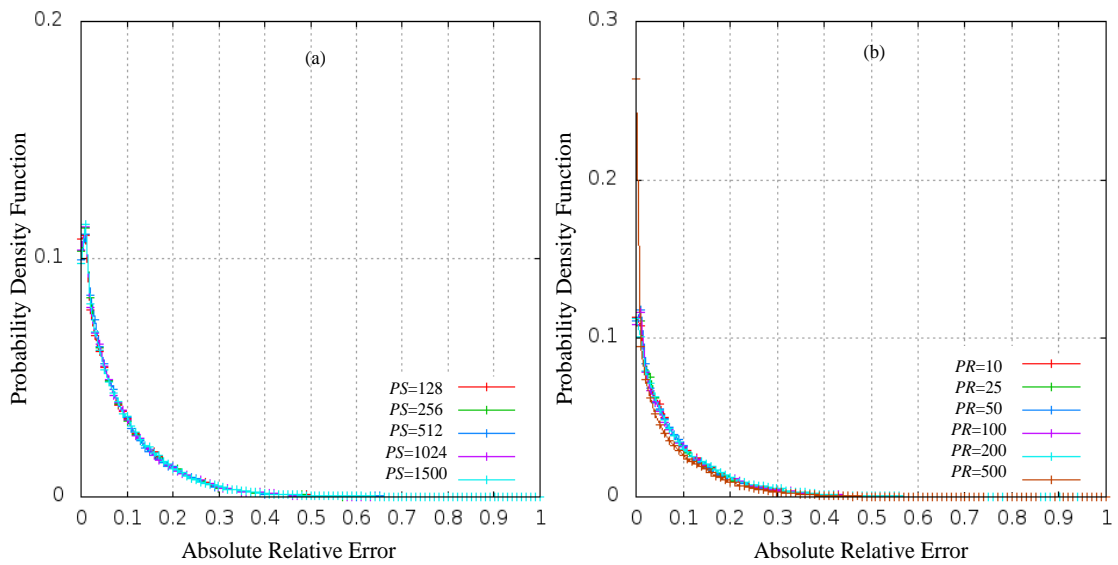 (a)
Probability Density Function
0.2
0.1
0
0 0.1 0.2 0.3 0.4 0.5 0.6 0.7 0.8 0.9 1
Absolute Relative Error
PS=128
PS=256
PS=512
PS=1024
PS=1500
(b)
Probability Density Function
0.3
0.2
0.1
0
0 0.1 0.2 0.3 0.4 0.5 0.6 0.7 0.8 0.9 1
Absolute Relative Error
PR=10
PR=25
PR=50
PR=100
PR=200
PR=500